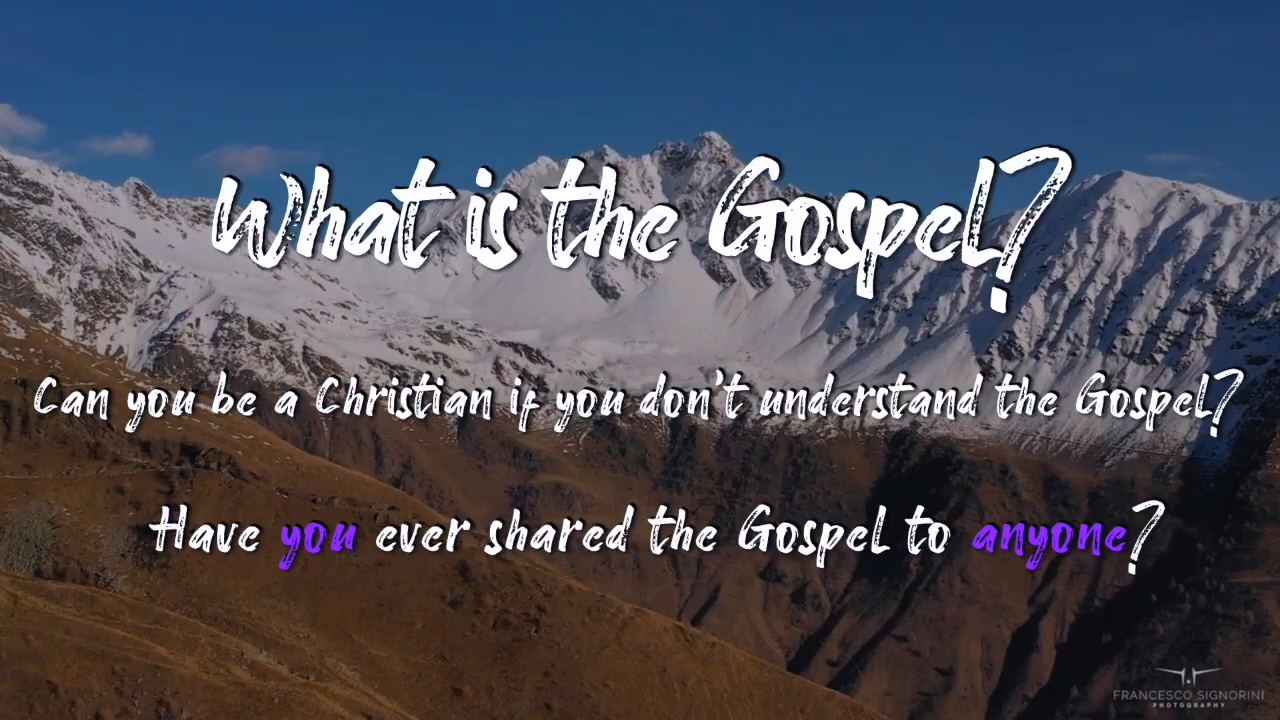 What is the Gospel?
Can you be a Christian if you don't understand the Gospel?
Have you ever shared the Gospel to anyone?
FRANCESCO SIGNORINI
PHOTOGRAPHY